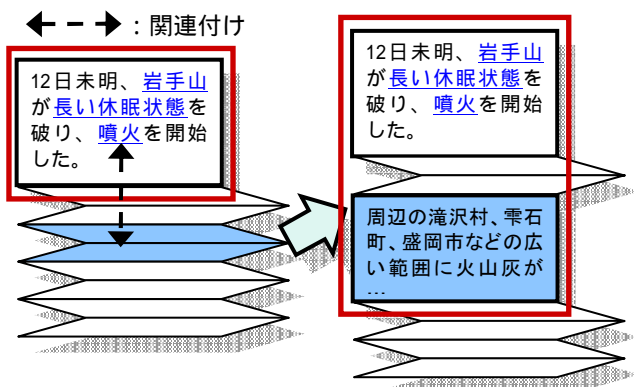 ：関連付け
12日未明、岩手山
が長い休眠状態を
破り、噴火を開始
した。
12日未明、岩手山
が長い休眠状態を
破り、噴火を開始
した。
周辺の滝沢村、雫石
町、盛岡市などの広
い範囲に火山灰が
…